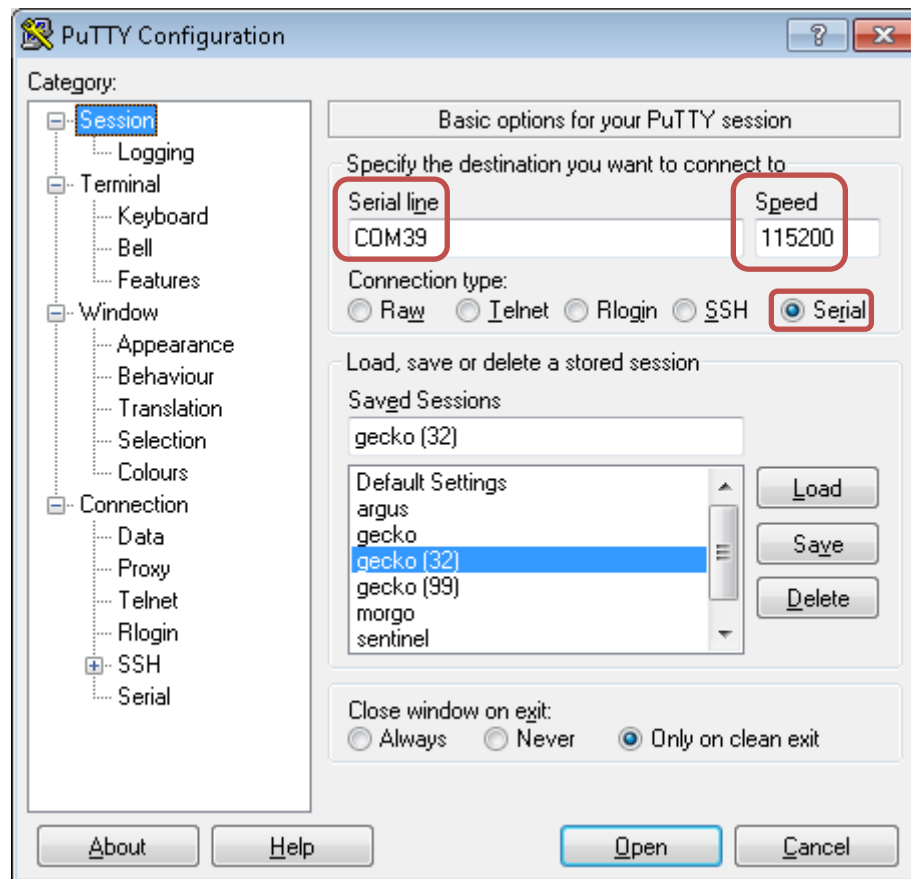 PuTTY Configuration
Category:
Session
Logging
Terminal
Keyboard
Bell
Features
Window
Appearance
Behaviour
Translation
Selection
Colours
Connection
Data
Proxy
Telnet
Rlogin
SSH
Serial
Basic options for your PuTTY session
Specify the destination you want to connect to
Serial line Speed
COM39 115200
Connection type:
Raw Telnet Rlogin SSH Serial
Load, save or delete a stored session
Saved Sessions
gecko (32)
Default Settings
argus
gecko
gecko (32)
gecko (99)
morgo
sentinel
Load
Save
Delete
Close window on exit:
Always Never Only on clean exit
About Help Open Cancel